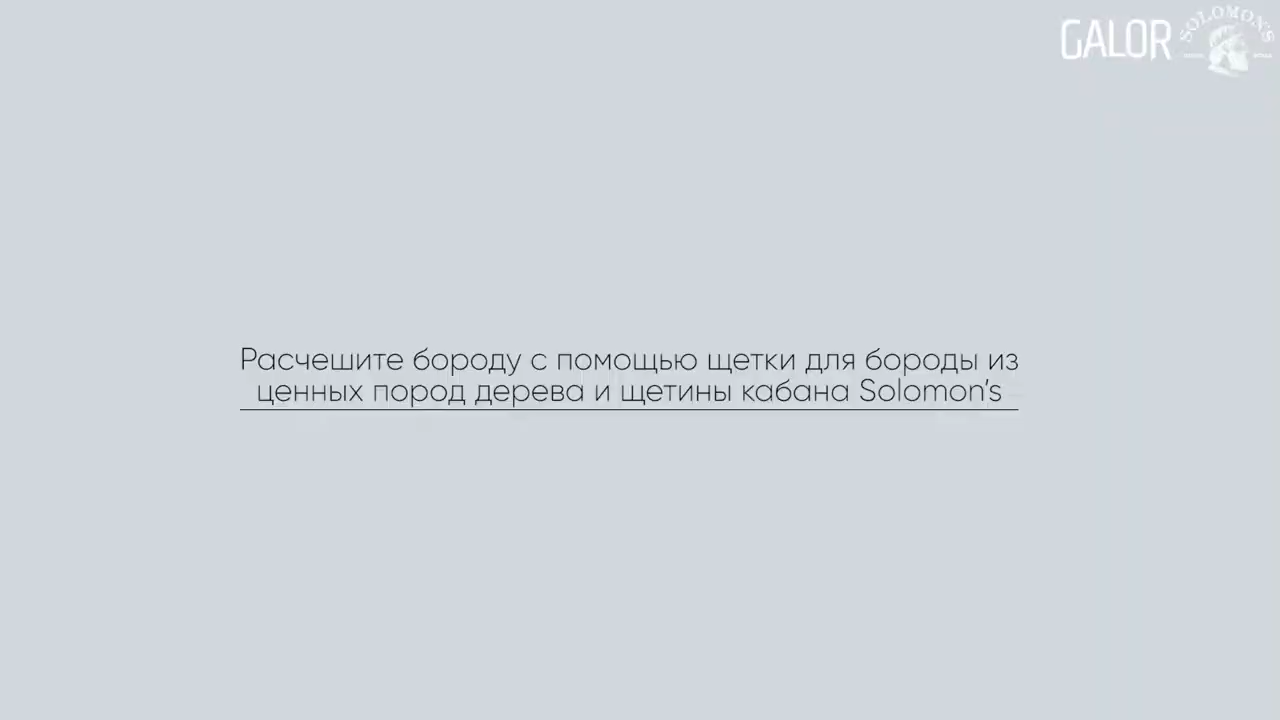 GALOR
SOLOMON'S
Расчешите бороду с помощью щетки для бороды из
ценных пород дерева и щетины кабана Solomon's